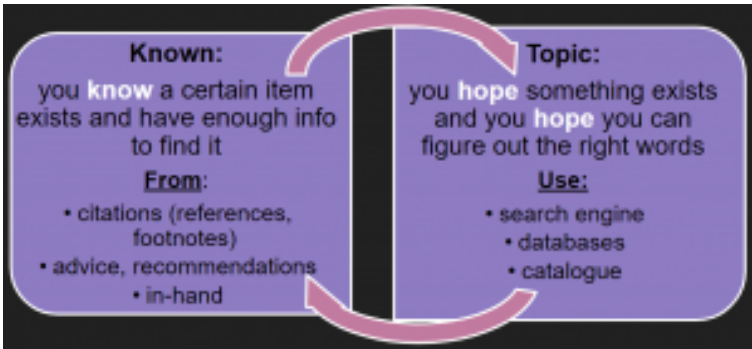 Known:
you know a certain item
exists and have enough info
to find it
From:
• citations (references,
footnotes)
• advice, recommendations
• in-hand
Topic:
you hope something exists
and you hope you can
figure out the right words
Use:
• search engine
• databases
• catalogue